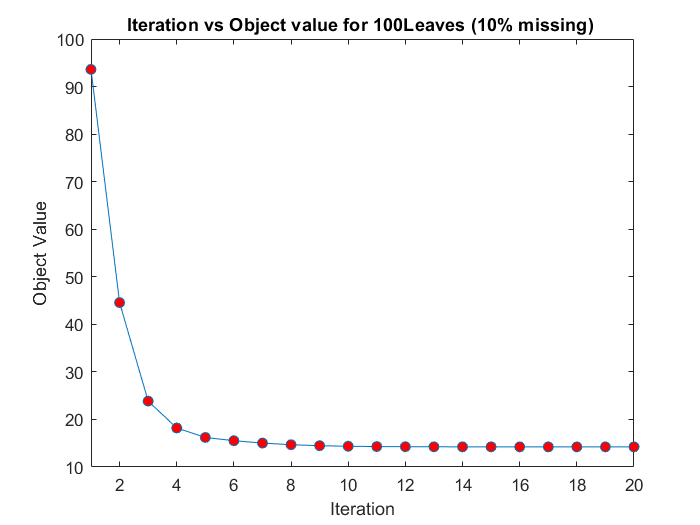 Iteration vs Object value for 100Leaves (10% missing)
100
90
80
70
60
50
40
30
20
10
Object Value
2 4 6 8 10 12 14 16 18 20
Iteration